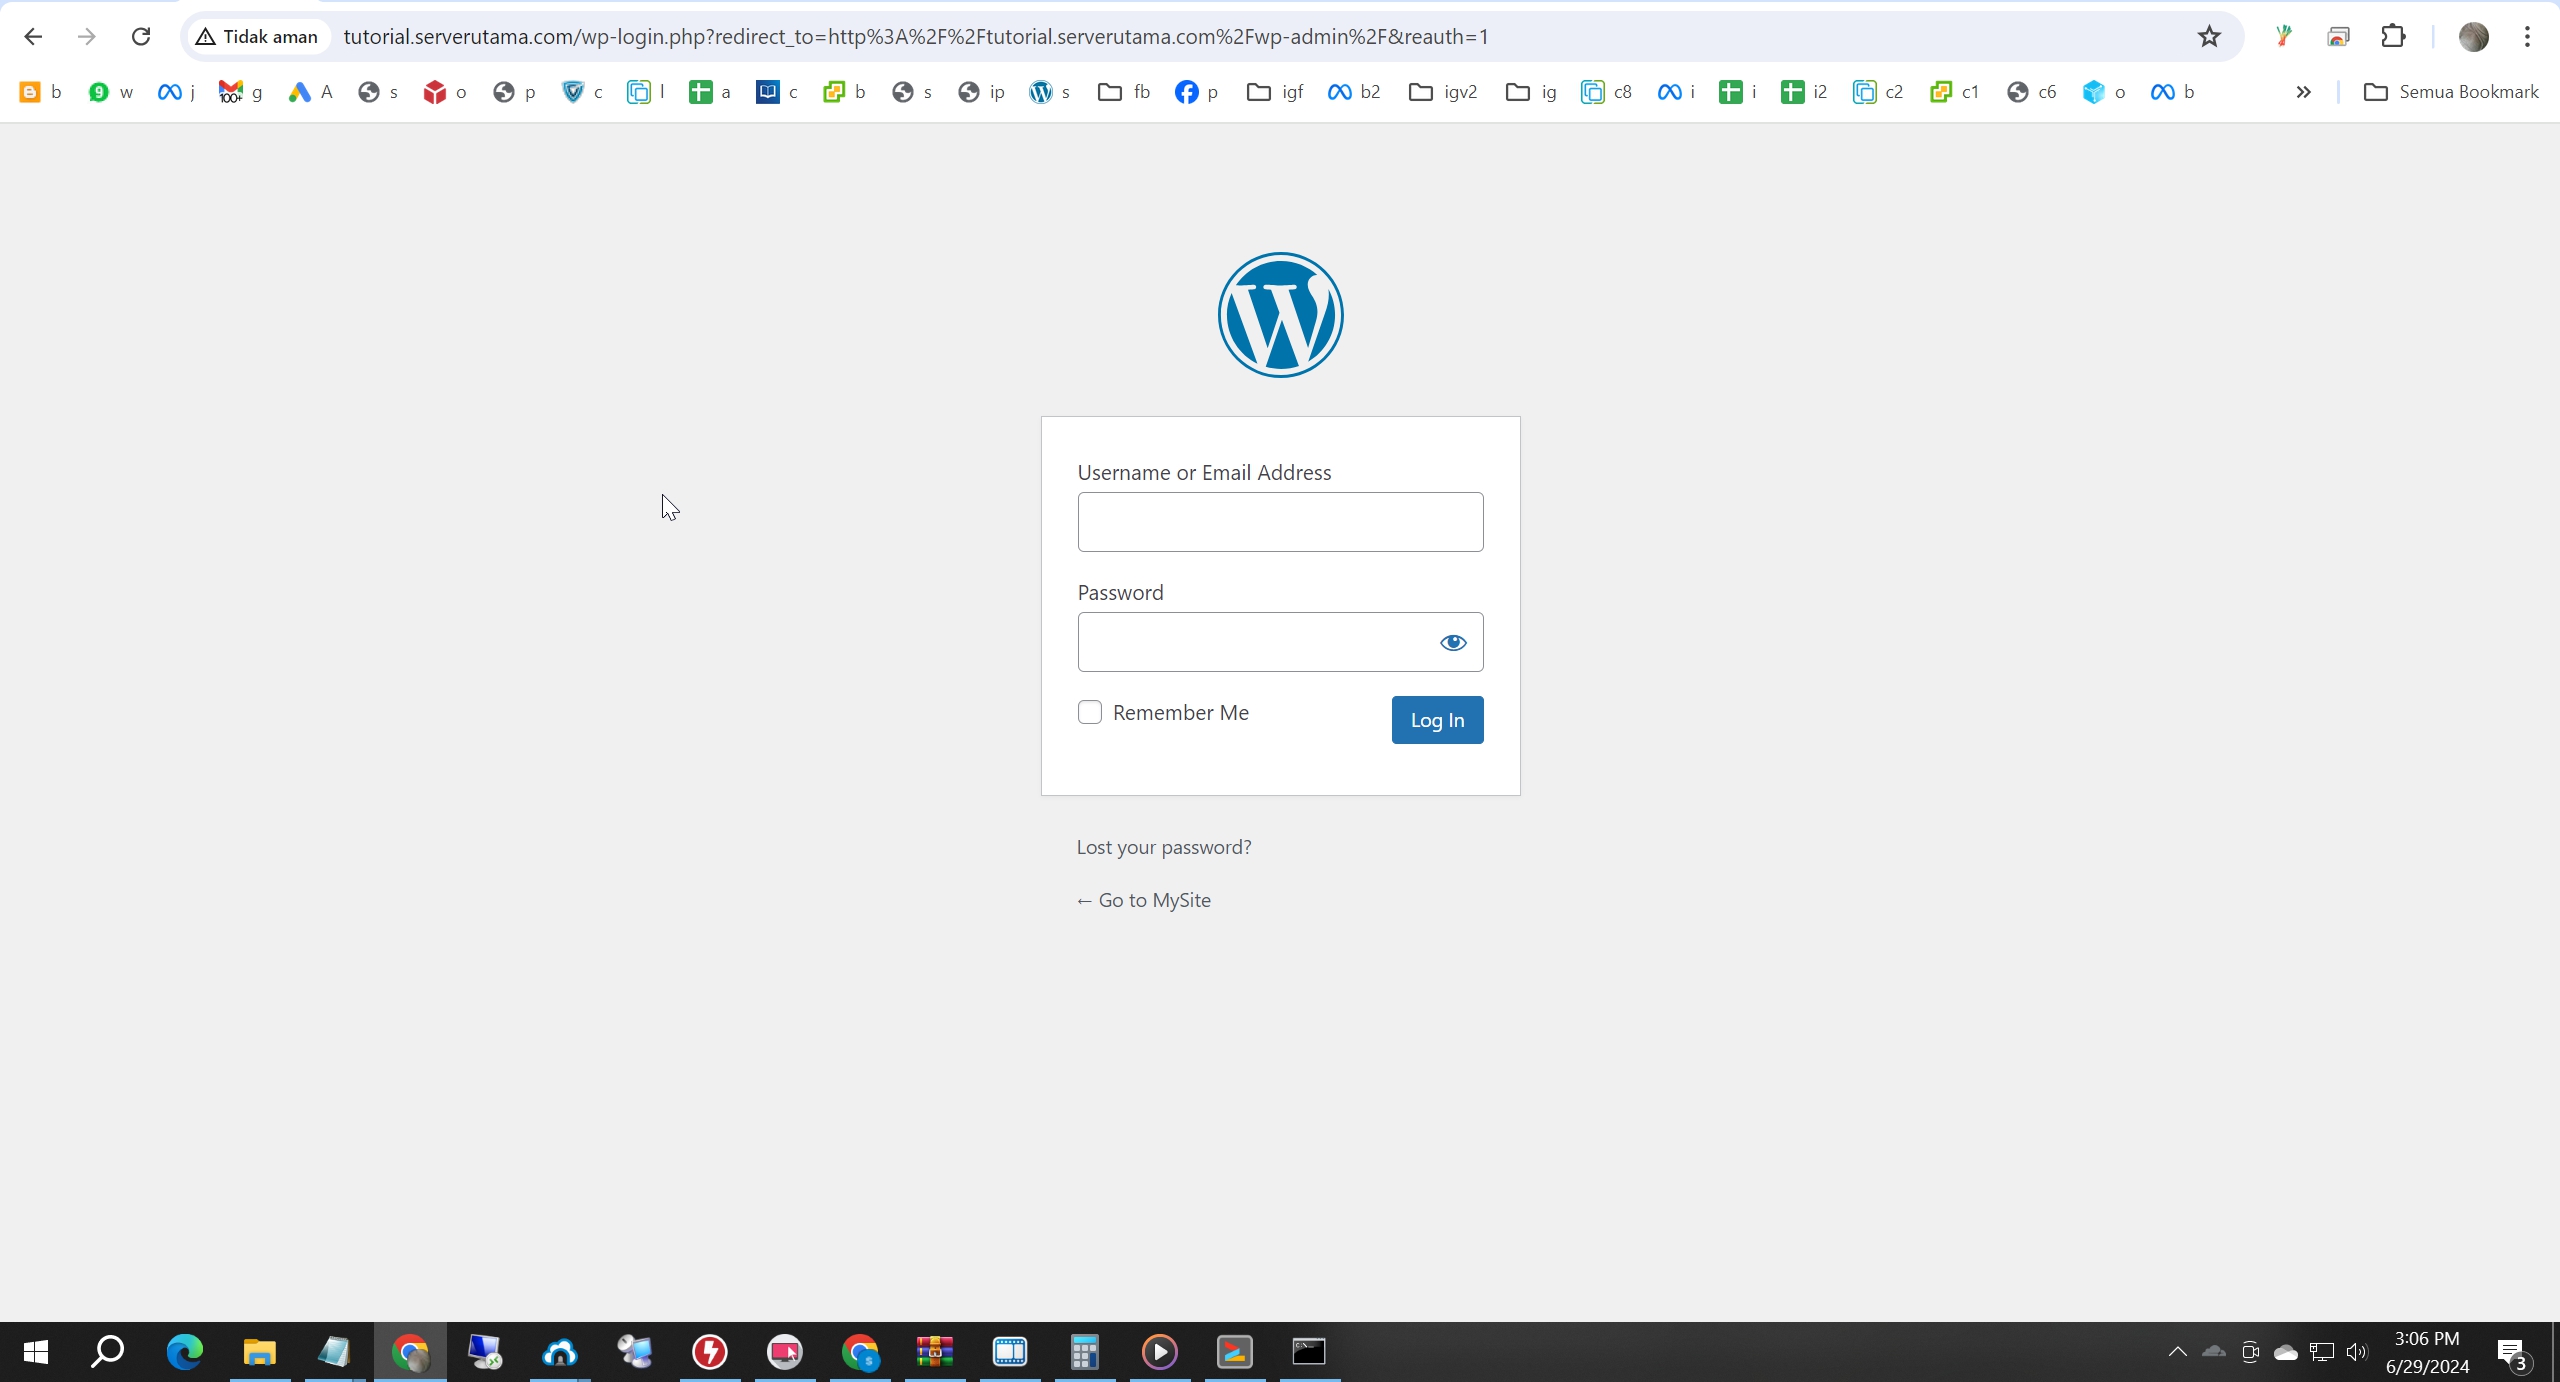 Tidak aman tutorial.serverutama.com/wp-login.php?redirect_to=http%3A%2F%2Ftutorial.serverutama.com%2Fwp-admin%2F&reauth=1
b w j g A s o p c l a c b s ip s fb p igf b2 igv2 ig c8 i i i2 c2 c1 c6 o b » Semua Bookmark
Username or Email Address
Password
Remember Me
Log In
Lost your password?
← Go to MySite
3:06 PM
6/29/2024
3